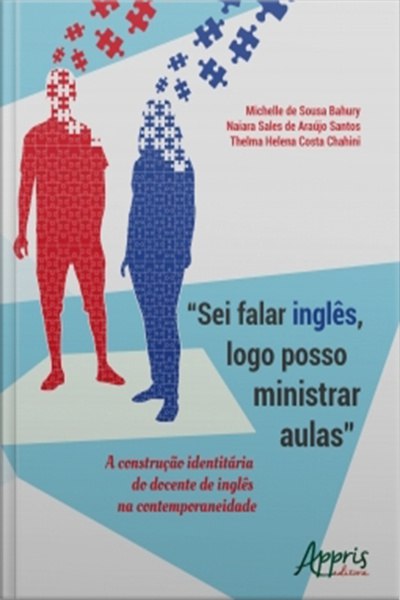 Michelle de Sousa Bahury
Naiara Sales de Araújo Santos
Thelma Helena Costa Chahini
“Sei falar inglês,
logo posso
ministrar
aulas”
A construção identitária
do docente de inglês
na contemporaneidade
Appris
editora